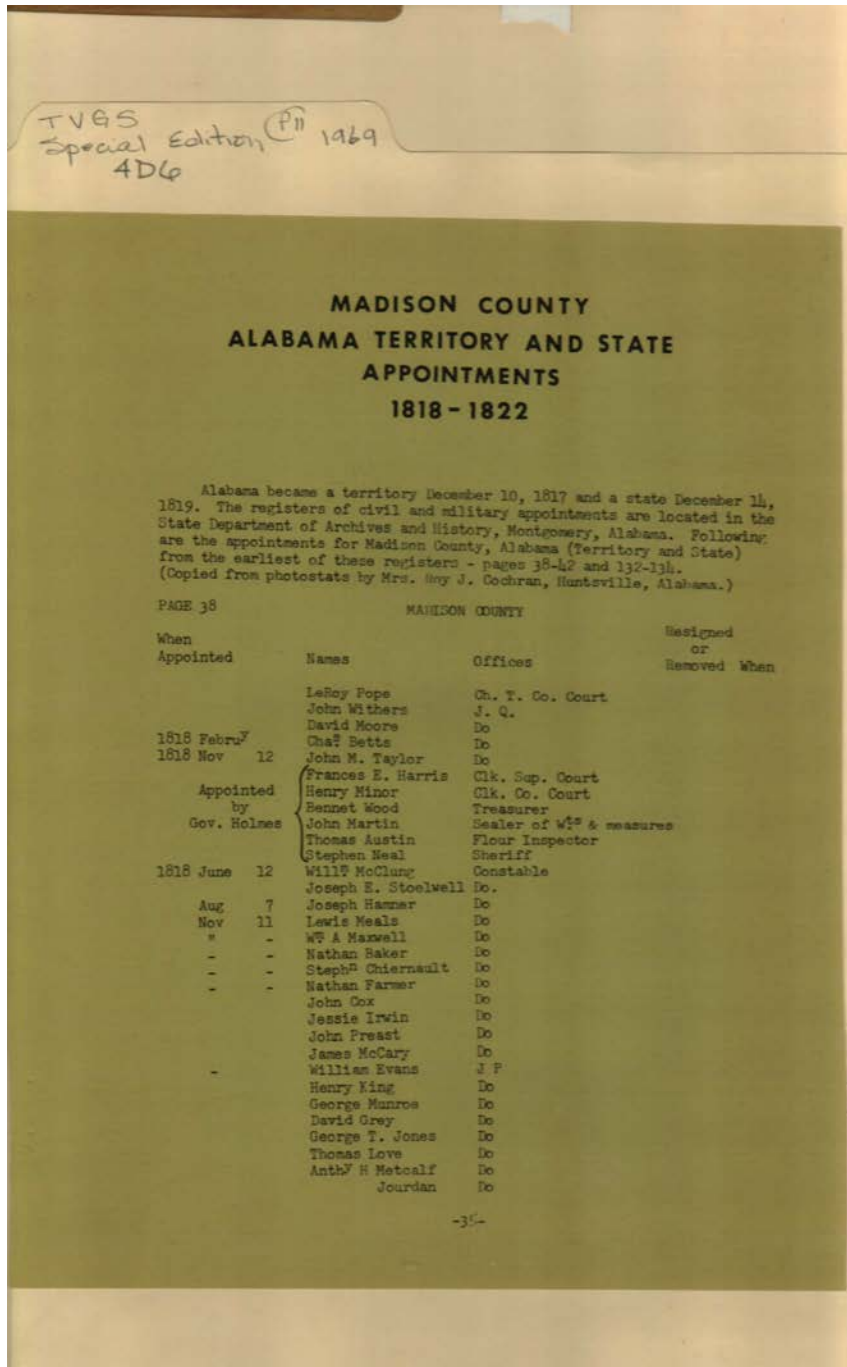 TVGS
Special Edition P11 1969
4D6
MADISON COUNTY
ALABAMA TERRITORY AND STATE
APPOINTMENTS
1818-1822
Alabama became a territory December 10, 1817 and a state December 14,
1819. The registers of civil and military appointments are located in the
State Department of Archives and History, Montgomery, Alabama. Following
are the appointments for Madison County, Alabama (Territory and State)
from the earliest of these registers - pages 38-42 and 132-134.
(Copied from photostats by Mrs. Roy J. Cochran, Huntsville, Alabama.)
PAGE 38 MADISON COUNTY
Resigned
When or
Appointed Names Offices Removed When
LeRoy Pope Ch. T. Co. Court
John Withers J. Q.
David Moore Do
1818 Februy Chas Betts Do
1818 Nov 12 John M. Taylor Do
Frances E. Harris Clk. Sup. Court
Appointed Henry Minor Clk. Co. Court
by Bennet Wood Treasurer
Gov. Holmes John Martin Sealer of Wts & measures
Thomas Austin Flour Inspector
Stephen Neal Sheriff
1818 June 12 Willm McClung Constable
Joseph E. Stoelwell Do.
Aug 7 Joseph Hamner Do
Nov 11 Lewis Meals Do
" - Wm A Maxwell Do
- - Nathan Baker Do
- - Stephn Chiernault Do
- - Nathan Farmer Do
John Cox Do
Jessie Irwin Do
John Preast Do
James McCary Do
- William Evans J P
Henry King Do
George Munroe Do
David Grey Do
George T. Jones Do
Thomas Love Do
Anthy H Metcalf Do
Jourdan Do